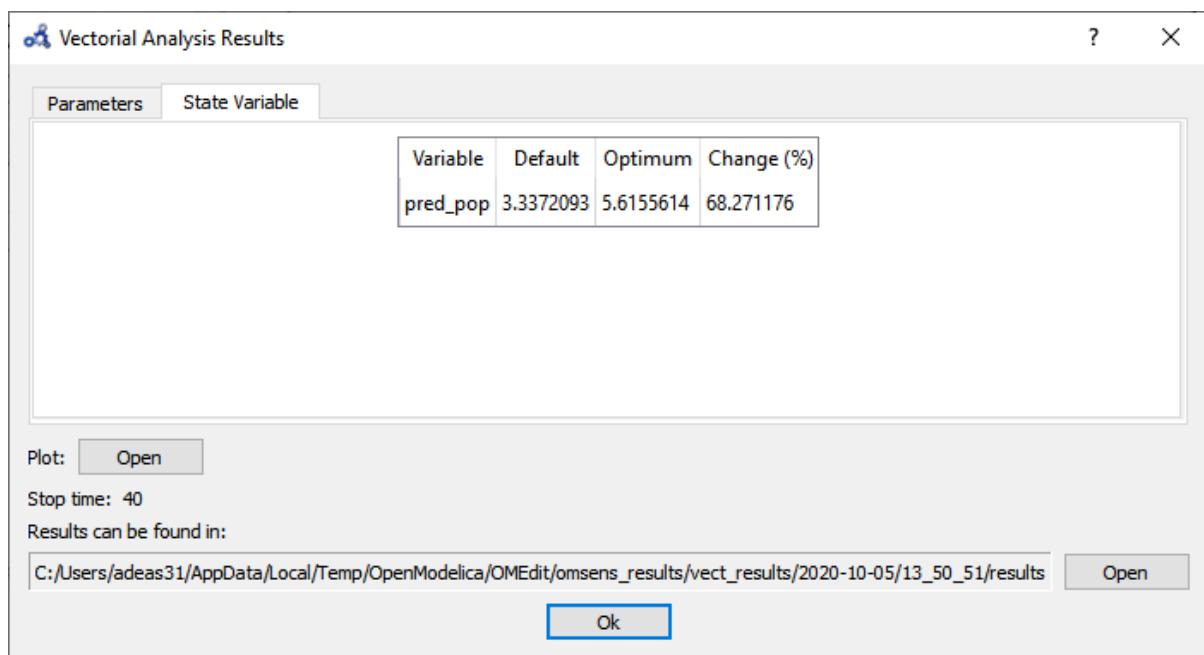 Vectorial Analysis Results ? ×
Parameters State Variable
Variable Default Optimum Change (%)
pred_pop 3.3372093 5.6155614 68.271176
Plot: Open
Stop time: 40
Results can be found in:
C:/Users/adeas31/AppData/Local/Temp/OpenModelica/OMEdit/omsens_results/vect_results/2020-10-05/13_50_51/results Open
Ok